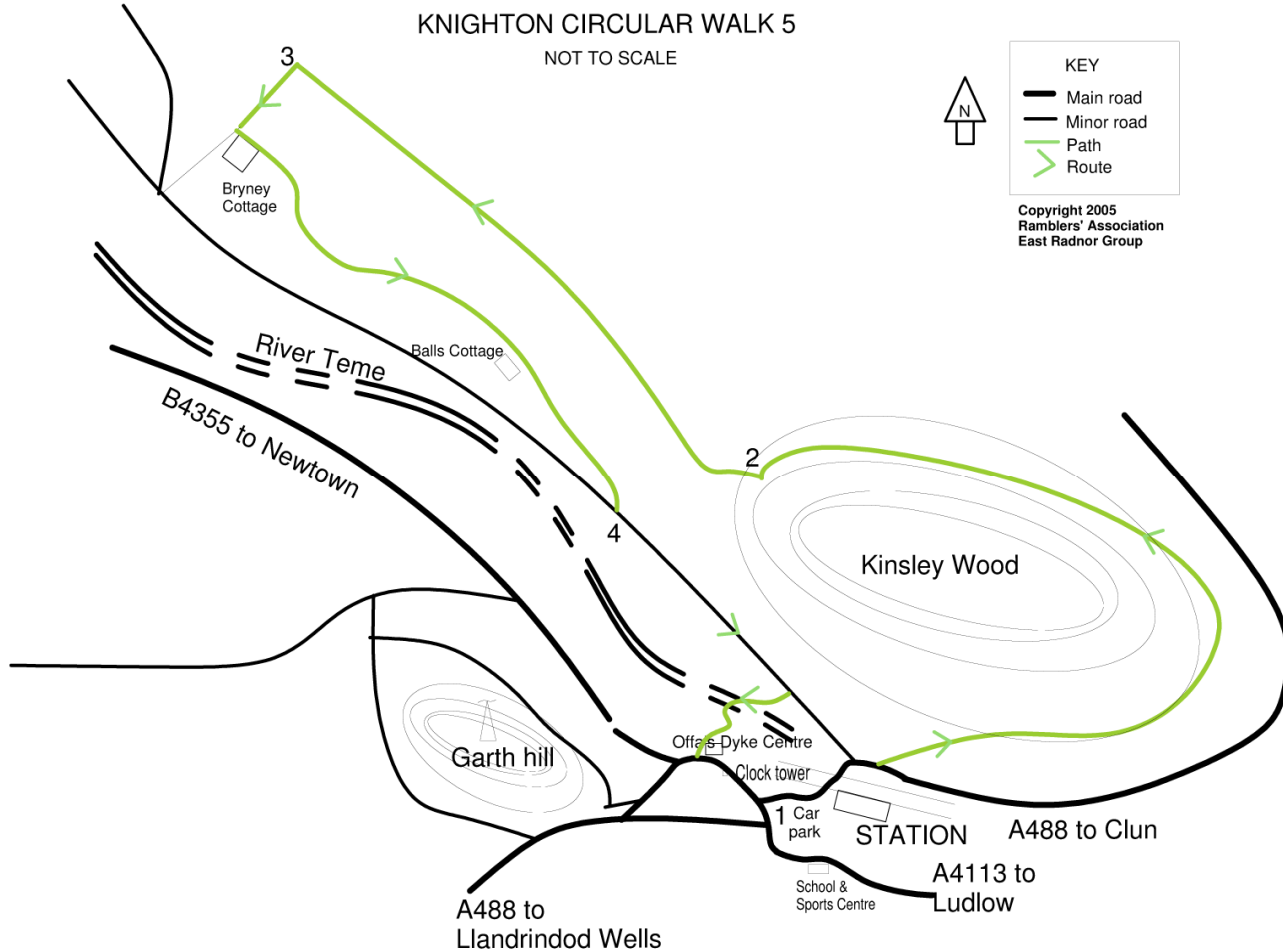 KNIGHTON CIRCULAR WALK 5
NOT TO SCALE
KEY
Main road
Minor road
Path
Route
N
Copyright 2005
Ramblers' Association
East Radnor Group
3
Bryney
Cottage
River Teme
Balls Cottage
B4355 to Newtown
2
4
Kinsley Wood
Offa's Dyke Centre
Garth hill
Clock tower
1
Car
park
STATION
A488 to Clun
School &
Sports Centre
A4113 to
Ludlow
A488 to
Llandrindod Wells